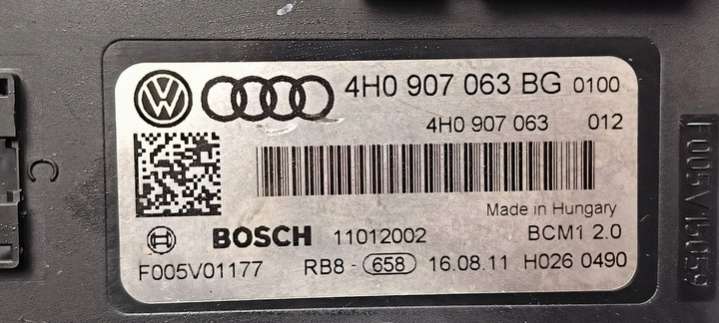 4H0 907 063 BG 0100
4H0 907 063 012
Made in Hungary
BOSCH 11012002 BCM1 2.0
F005V01177 RB8 - 658 16.08.11 H026 0490
C
F005V15059